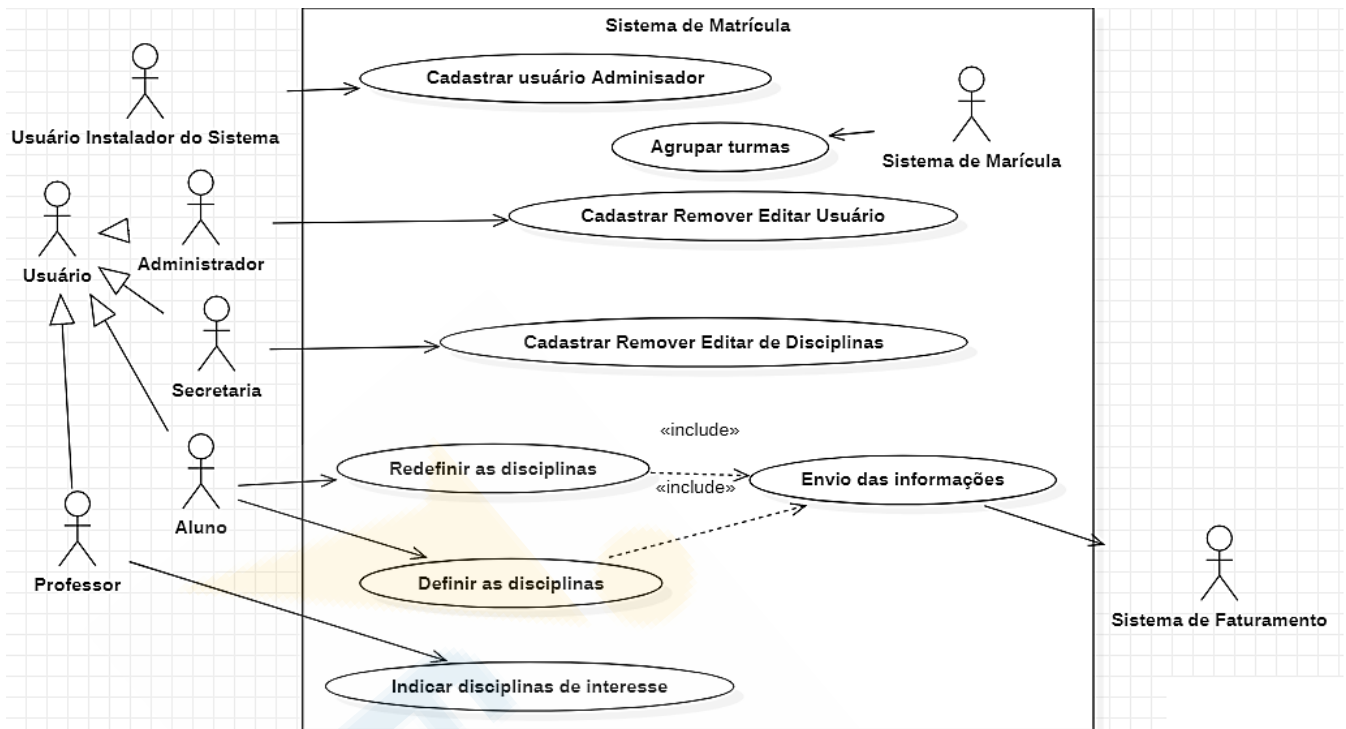 Sistema de Matrícula
Cadastrar usuário Adminisador
Usuário Instalador do Sistema
Agrupar turmas
Sistema de Marícula
Cadastrar Remover Editar Usuário
Administrador
Usuário
Cadastrar Remover Editar de Disciplinas
Secretaria
«include»
Redefinir as disciplinas
Envio das informações
«include»
Aluno
Definir as disciplinas
Professor
Sistema de Faturamento
Indicar disciplinas de interesse